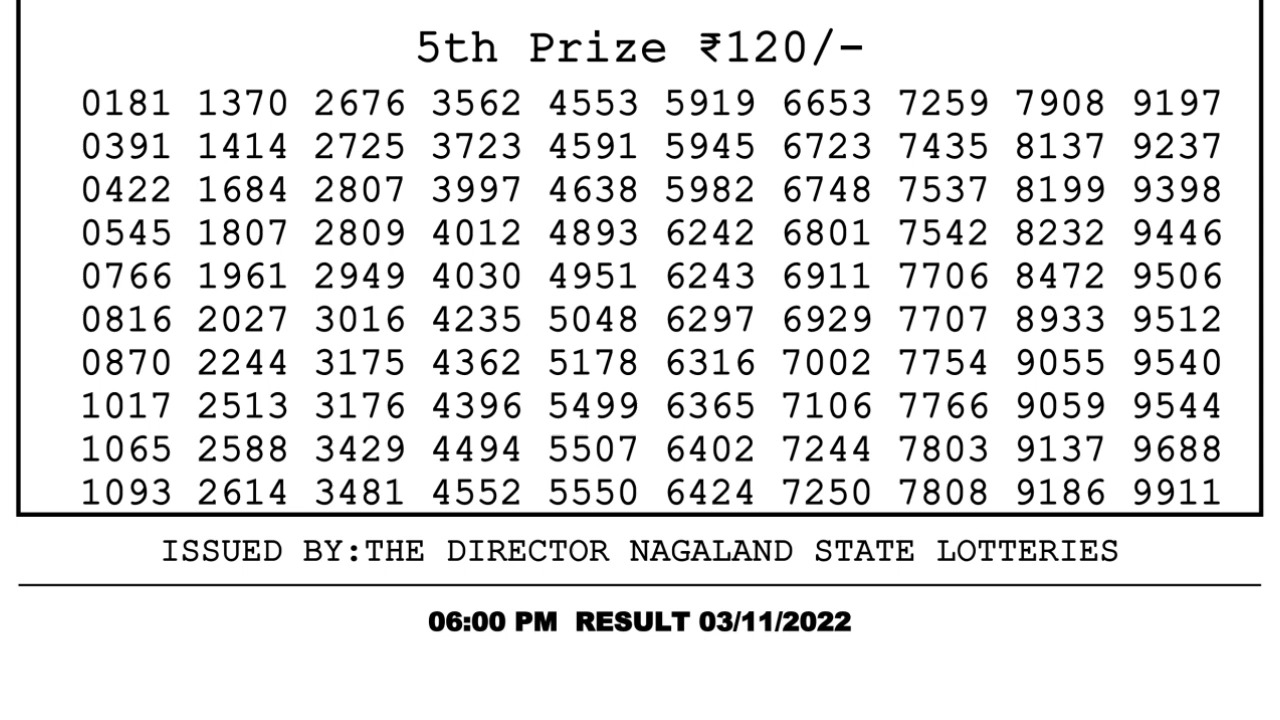 5th Prize ₹120/-
0181 1370 2676 3562 4553 5919 6653 7259 7908 9197
0391 1414 2725 3723 4591 5945 6723 7435 8137 9237
0422 1684 2807 3997 4638 5982 6748 7537 8199 9398
0545 1807 2809 4012 4893 6242 6801 7542 8232 9446
0766 1961 2949 4030 4951 6243 6911 7706 8472 9506
0816 2027 3016 4235 5048 6297 6929 7707 8933 9512
0870 2244 3175 4362 5178 6316 7002 7754 9055 9540
1017 2513 3176 4396 5499 6365 7106 7766 9059 9544
1065 2588 3429 4494 5507 6402 7244 7803 9137 9688
1093 2614 3481 4552 5550 6424 7250 7808 9186 9911
ISSUED BY:THE DIRECTOR NAGALAND STATE LOTTERIES
06:00 PM RESULT 03/11/2022